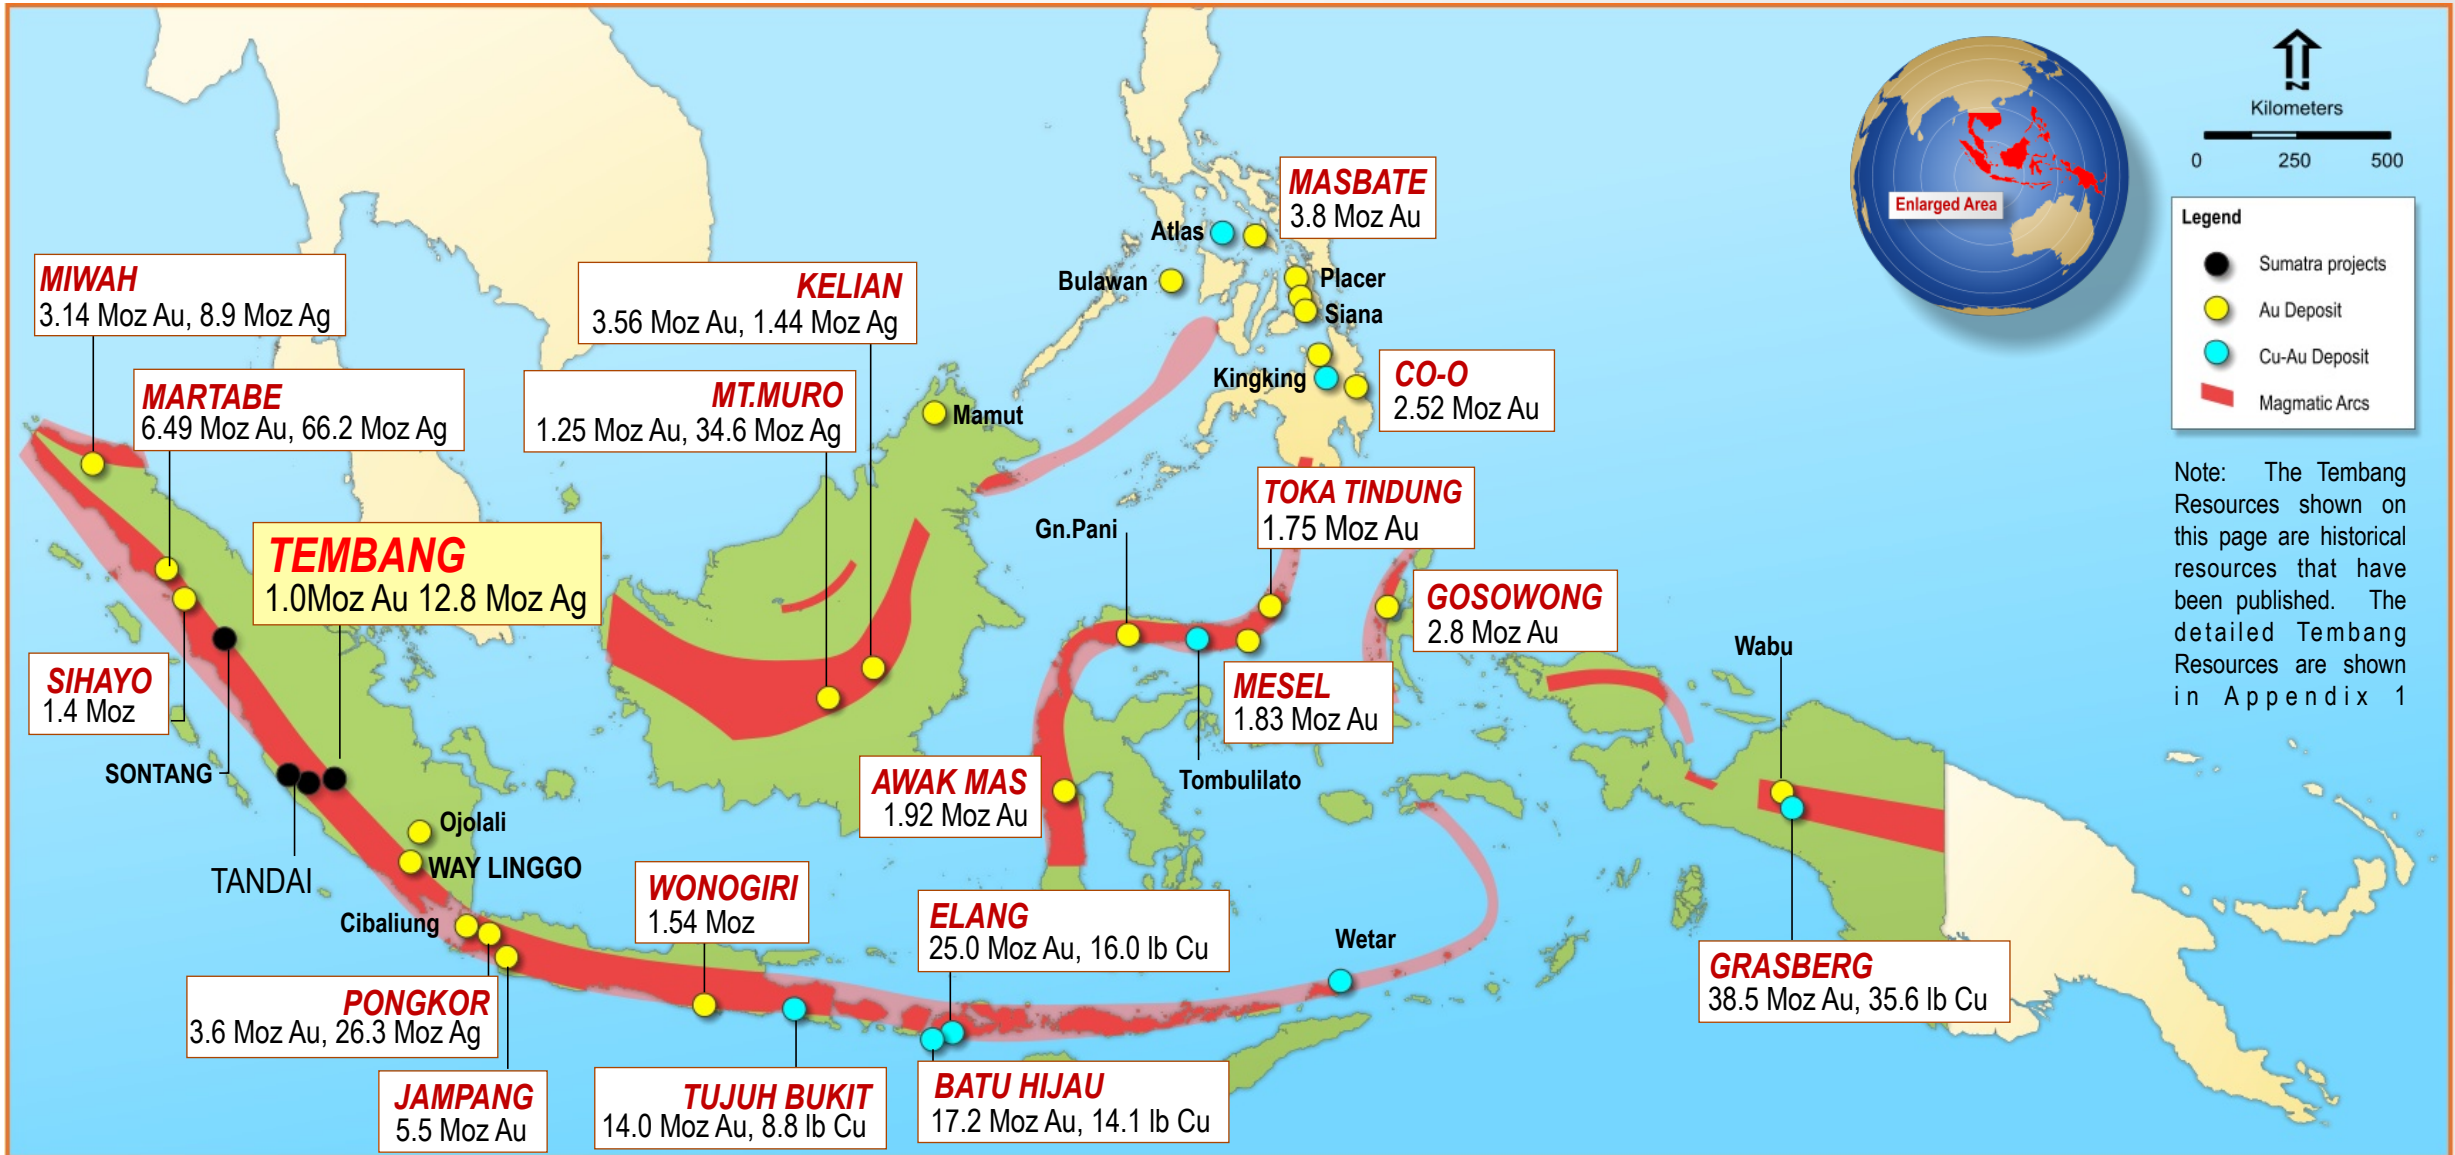 Kilometers
0 250 500
Enlarged Area
Legend
Sumatra projects
Au Deposit
Cu-Au Deposit
Magmatic Arcs
Note: The Tembang
Resources shown on
this page are historical
resources that have
been published. The
detailed Tembang
Resources are shown
in Appendix 1
MASBATE
3.8 Moz Au
Atlas
Bulawan
Placer
Siana
Kingking
CO-O
2.52 Moz Au
MIWAH
3.14 Moz Au, 8.9 Moz Ag
KELIAN
3.56 Moz Au, 1.44 Moz Ag
MARTABE
6.49 Moz Au, 66.2 Moz Ag
MT.MURO
1.25 Moz Au, 34.6 Moz Ag
Mamut
TOKA TINDUNG
1.75 Moz Au
Gn.Pani
TEMBANG
1.0Moz Au 12.8 Moz Ag
GOSOWONG
2.8 Moz Au
SIHAYO
1.4 Moz
MESEL
1.83 Moz Au
Wabu
SONTANG
AWAK MAS
1.92 Moz Au
Tombulilato
Ojolali
WAY LINGGO
TANDAI
Cibaliung
WONOGIRI
1.54 Moz
ELANG
25.0 Moz Au, 16.0 lb Cu
Wetar
GRASBERG
38.5 Moz Au, 35.6 lb Cu
PONGKOR
3.6 Moz Au, 26.3 Moz Ag
JAMPANG
5.5 Moz Au
TUJUH BUKIT
14.0 Moz Au, 8.8 lb Cu
BATU HIJAU
17.2 Moz Au, 14.1 lb Cu
N